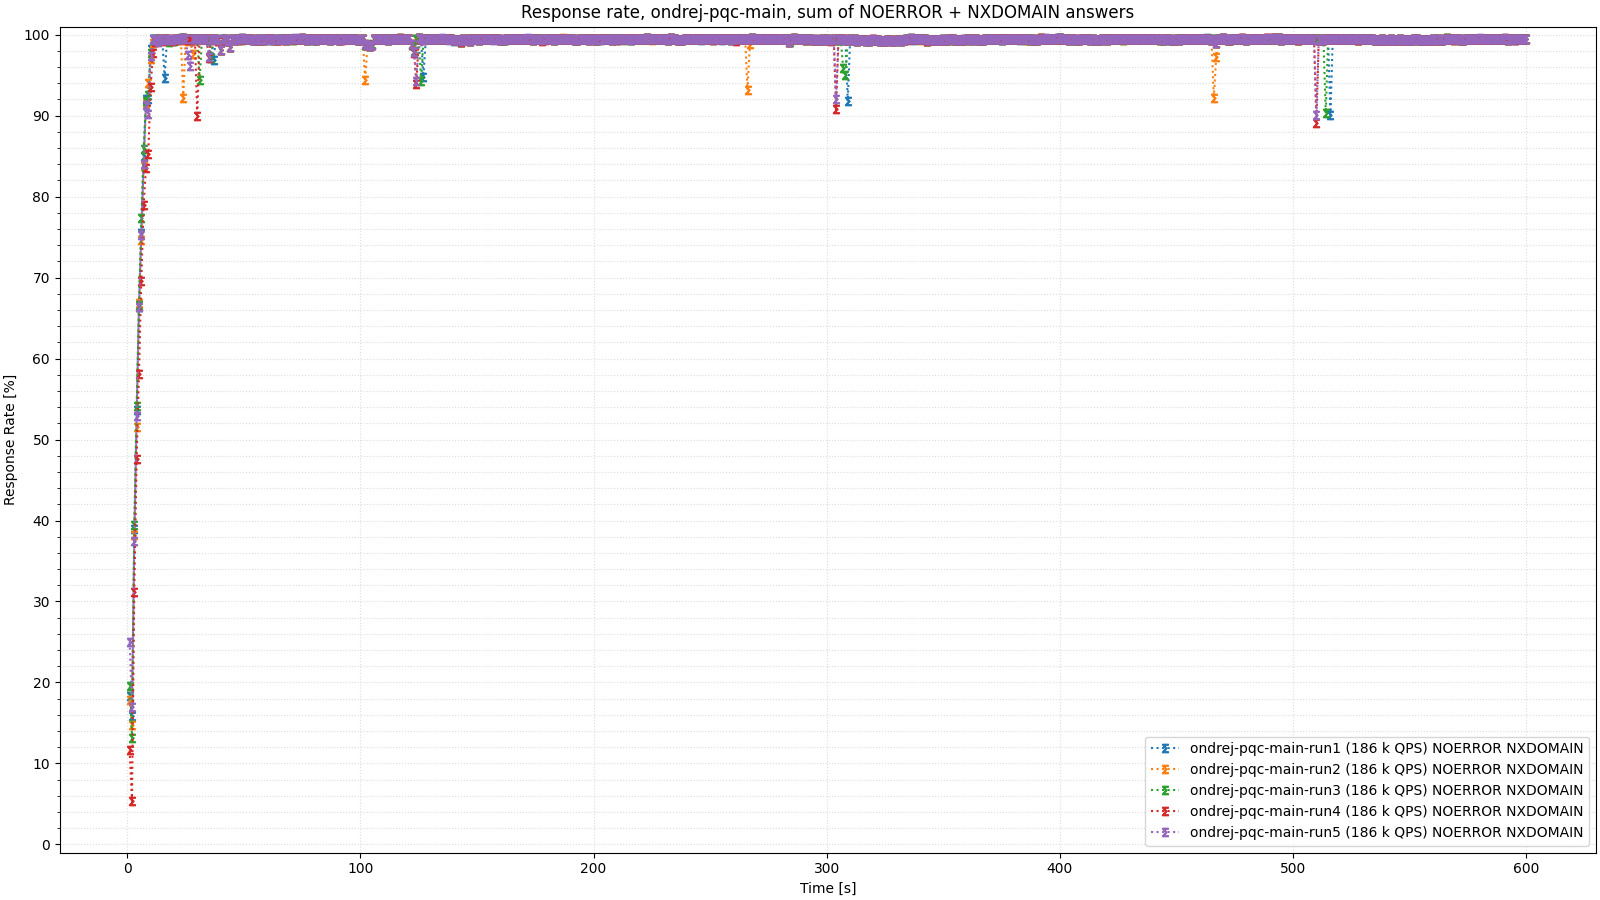 Response rate, ondrej-pqc-main, sum of NOERROR + NXDOMAIN answers
Response Rate [%]
100
90
80
70
60
50
40
30
20
10
0
ondrej-pqc-main-run1 (186 k QPS) NOERROR NXDOMAIN
ondrej-pqc-main-run2 (186 k QPS) NOERROR NXDOMAIN
ondrej-pqc-main-run3 (186 k QPS) NOERROR NXDOMAIN
ondrej-pqc-main-run4 (186 k QPS) NOERROR NXDOMAIN
ondrej-pqc-main-run5 (186 k QPS) NOERROR NXDOMAIN
0 100 200 300 400 500 600
Time [s]